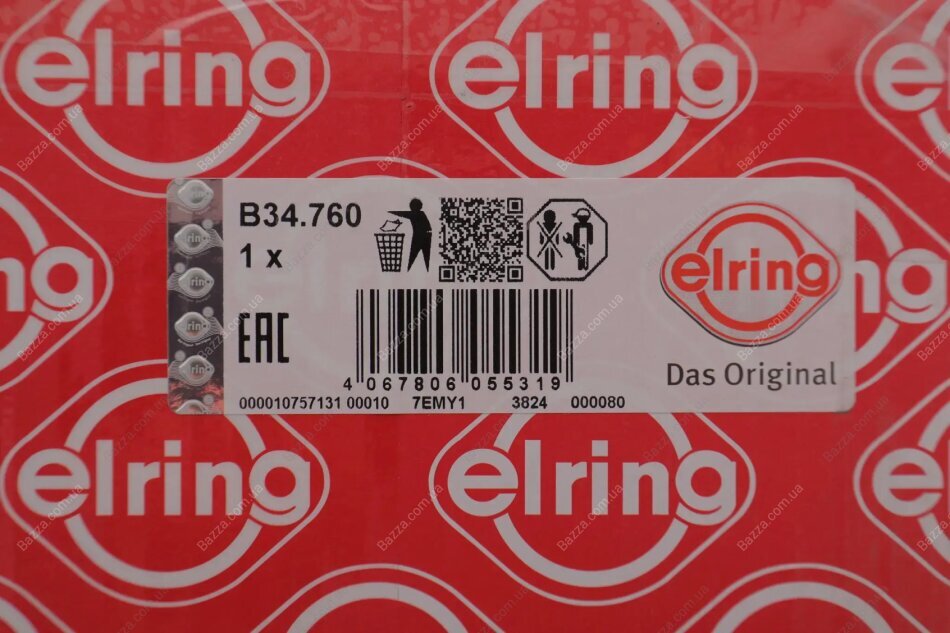 elring elring
B34.760
1 x
EAC
4 067806 055319
000010757131 00010 7EMY1 3824 000080
elring
Das Original
elring elring
Bazza.com.ua